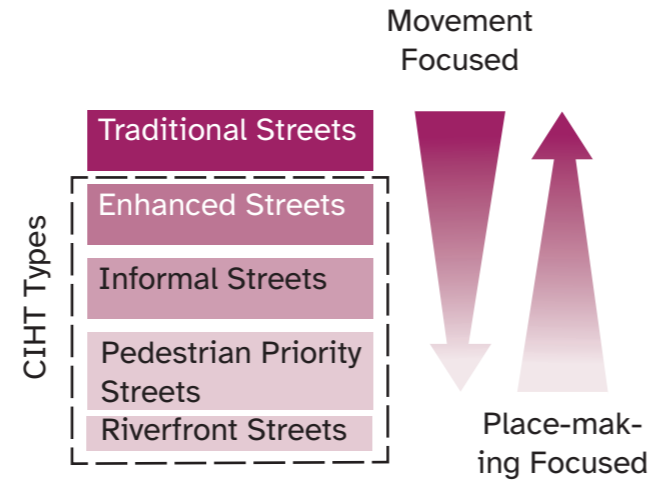 Movement
Focused
Traditional Streets
Enhanced Streets
Informal Streets
Pedestrian Priority
Streets
Riverfront Streets
CIHT Types
Place-mak-
ing Focused